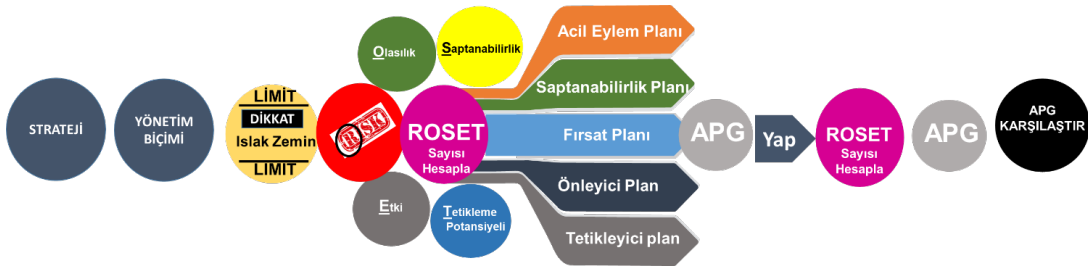 STRATEJİ
YÖNETİM
BİÇİMİ
LİMİT
DİKKAT
Islak Zemin
LIMIT
RISK
Olasılık
Saptanabilirlik
ROSET
Sayısı
Hesapla
Etki
Tetikleme
Potansiyeli
Acil Eylem Planı
Saptanabilirlik Planı
Fırsat Planı
Önleyici Plan
Tetikleyici plan
APG
Yap
ROSET
Sayısı
Hesapla
APG
APG
KARŞILAŞTIR